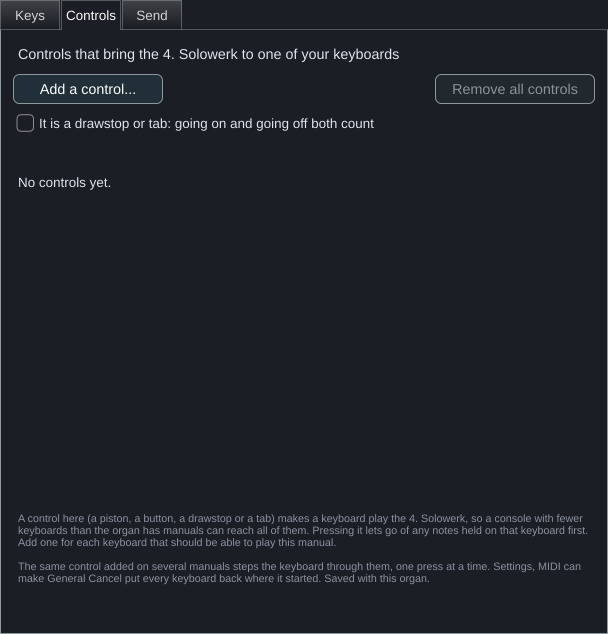 Keys Controls Send
Controls that bring the 4. Solowerk to one of your keyboards
Add a control... Remove all controls
It is a drawstop or tab: going on and going off both count
No controls yet.
A control here (a piston, a button, a drawstop or a tab) makes a keyboard play the 4. Solowerk, so a console with fewer
keyboards than the organ has manuals can reach all of them. Pressing it lets go of any notes held on that keyboard first.
Add one for each keyboard that should be able to play this manual.
The same control added on several manuals steps the keyboard through them, one press at a time. Settings, MIDI can
make General Cancel put every keyboard back where it started. Saved with this organ.